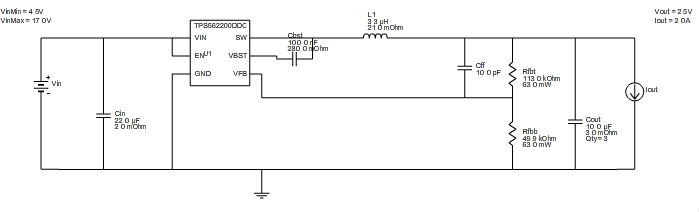 VinMin = 4.5V
VinMax = 17.0V
Vout = 2.5V
Iout = 2.0A
TPS562200DDC
VIN
SW
EN
U1
VBST
GND
VFB
Cbst
100.0 nF
280.0 mOhm
L1
3.3 µH
21.0 mOhm
Vin
Cin
22.0 µF
2.0 mOhm
Cff
10.0 pF
Rfbt
113.0 kOhm
63.0 mW
Rfbb
49.9 kOhm
63.0 mW
Cout
10.0 µF
3.0 mOhm
Qty= 3
Iout